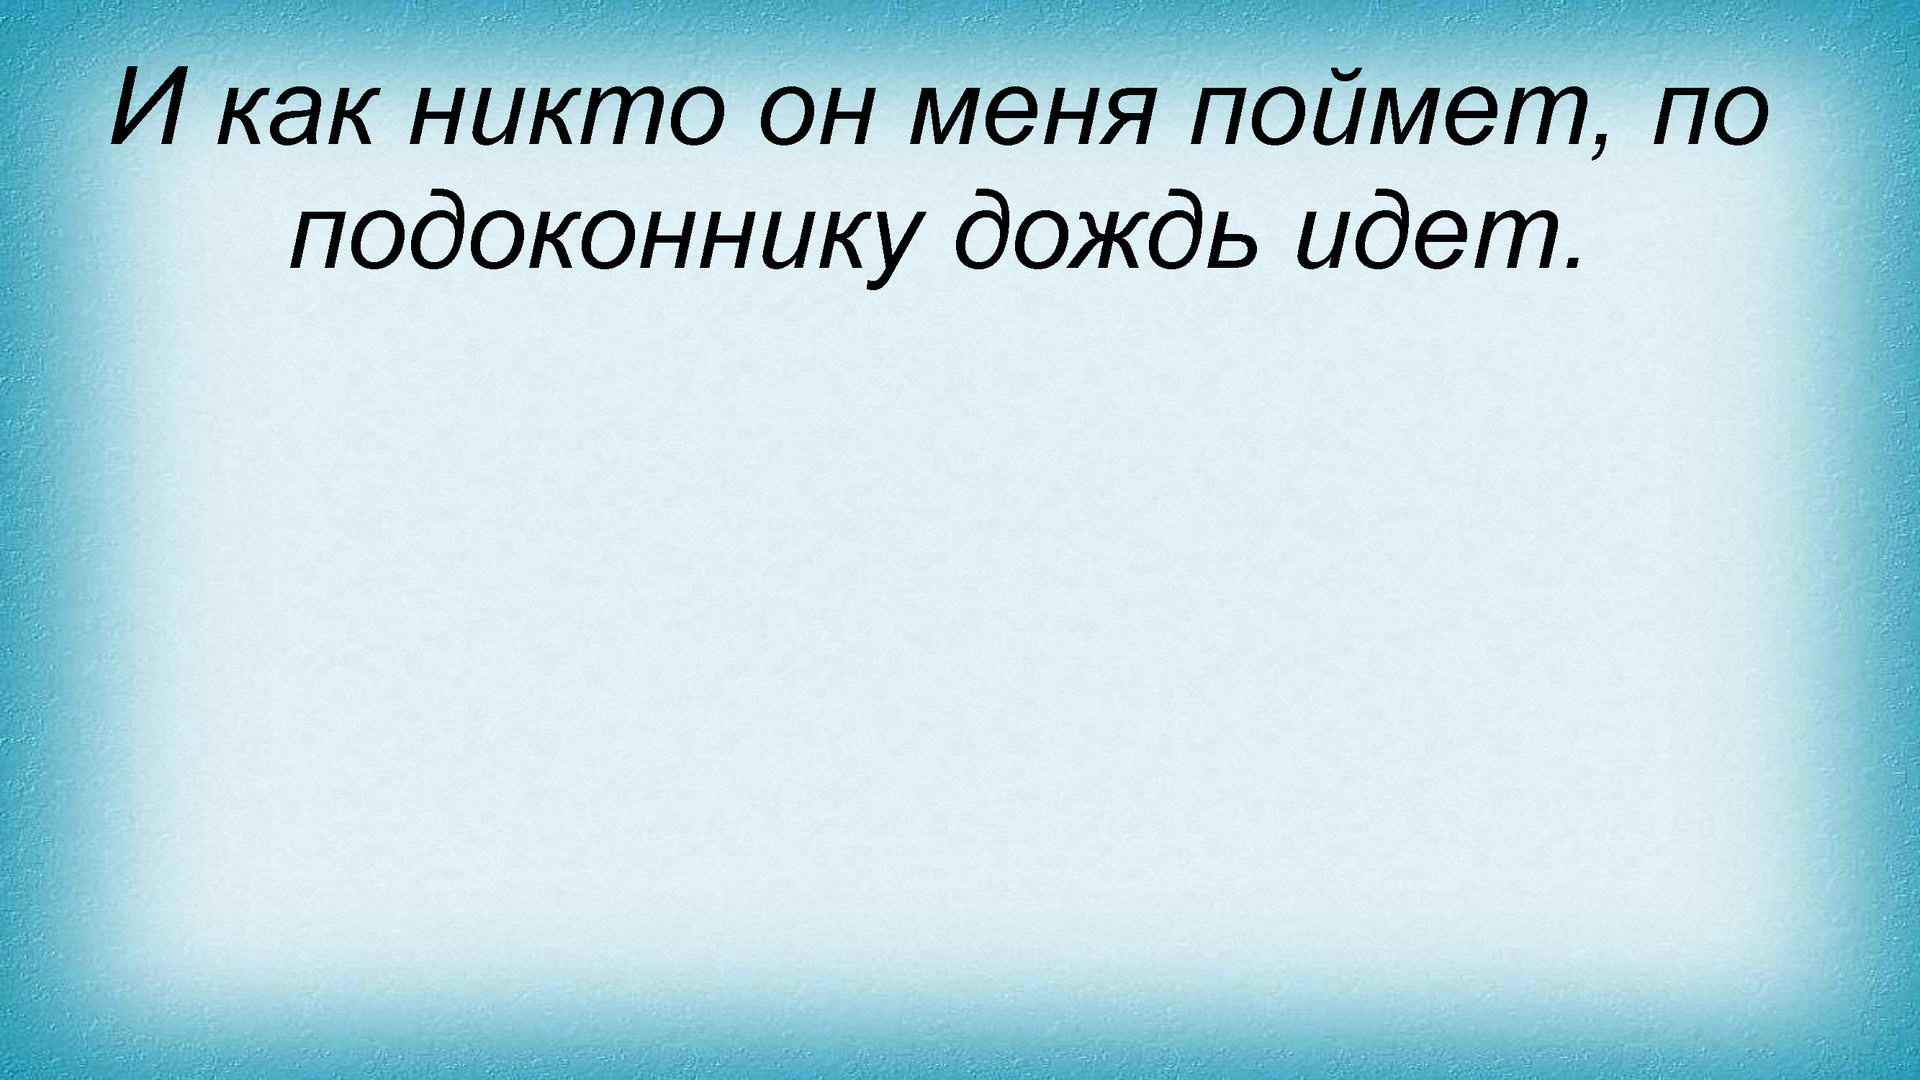 И как никто он меня поймет, по
подоконнику дождь идет.